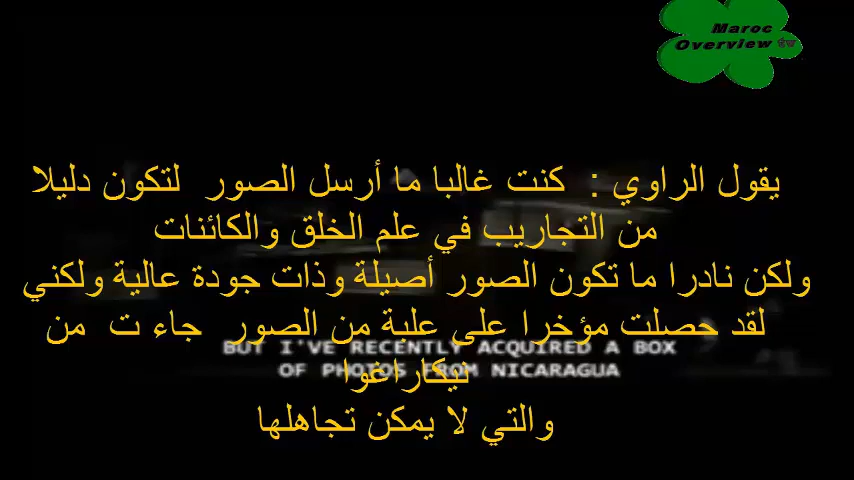 Maroc
Overview tv
يقول الراوي : كنت غالبا ما أرسل الصور لتكون دليلا
من التجاريب في علم الخلق والكائنات
ولكن نادرا ما تكون الصور أصيلة وذات جودة عالية ولكني
لقد حصلت مؤخرا على علبة من الصور جاء ت من
BUT I'VE RECENTLY ACQUIRED A BOX
نيكاراغوا
OF PHOTOS FROM NICARAGUA
والتي لا يمكن تجاهلها